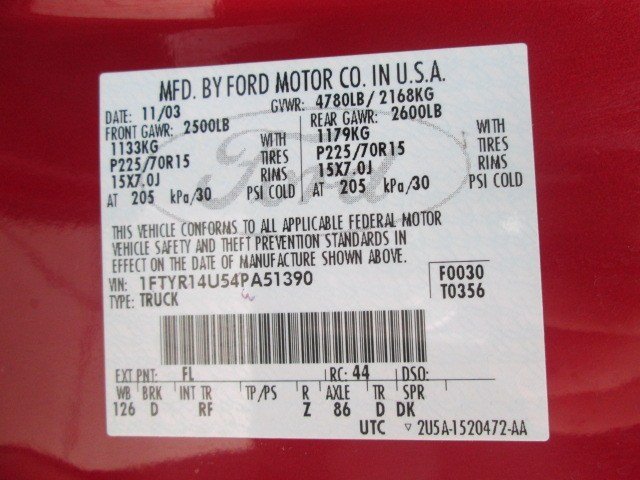 MFD. BY FORD MOTOR CO. IN U.S.A.
DATE: 11/03 GVWR: 4780LB / 2168KG
FRONT GAWR: 2500LB REAR GAWR: 2600LB
1133KG WITH 1179KG WITH
P225/70R15 TIRES P225/70R15 TIRES
15X7.0J RIMS 15X7.0J RIMS
AT 205 kPa/30 PSI COLD AT 205 kPa/30 PSI COLD
Ford
THIS VEHICLE CONFORMS TO ALL APPLICABLE FEDERAL MOTOR
VEHICLE SAFETY AND THEFT PREVENTION STANDARDS IN
EFFECT ON THE DATE OF MANUFACTURE SHOWN ABOVE.
VIN: 1FTYR14U54PA51390 F0030
TYPE: TRUCK T0356
EXT PNT: FL RC: 44 DSO:
WB BRK INT TR TP/PS R AXLE TR SPR
126 D RF Z 86 D DK
UTC ▽ 2U5A-1520472-AA